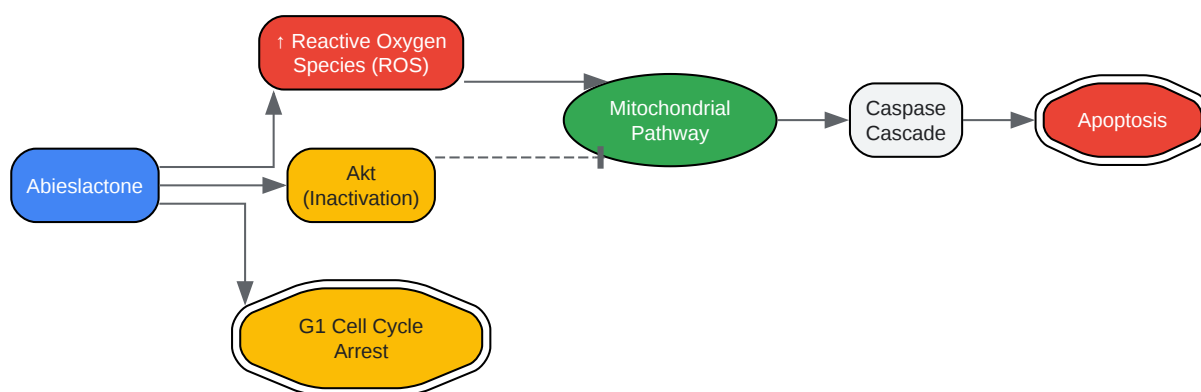 ↑ Reactive Oxygen
Species (ROS)
Mitochondrial
Pathway
Caspase
Cascade
Apoptosis
Abieslactone
Akt
(Inactivation)
G1 Cell Cycle
Arrest